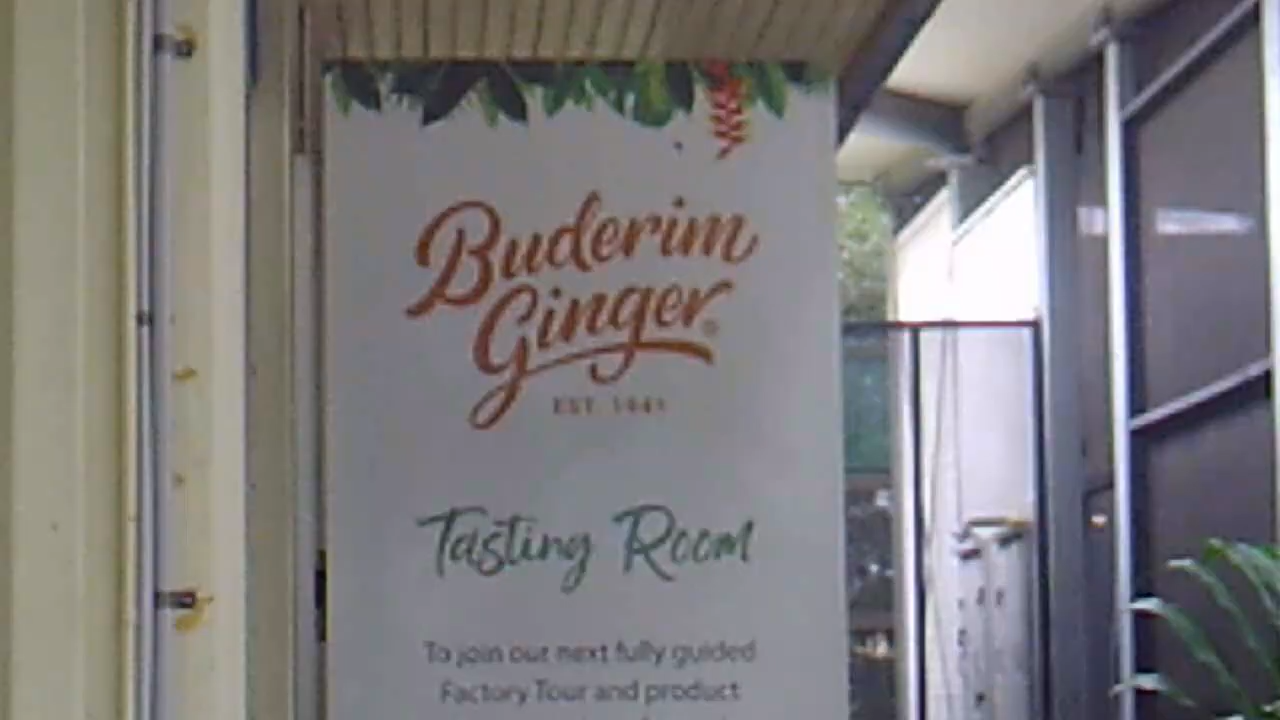 Buderim
Ginger®
EST. 1941
Tasting Room
To join our next fully guided
Factory Tour and product